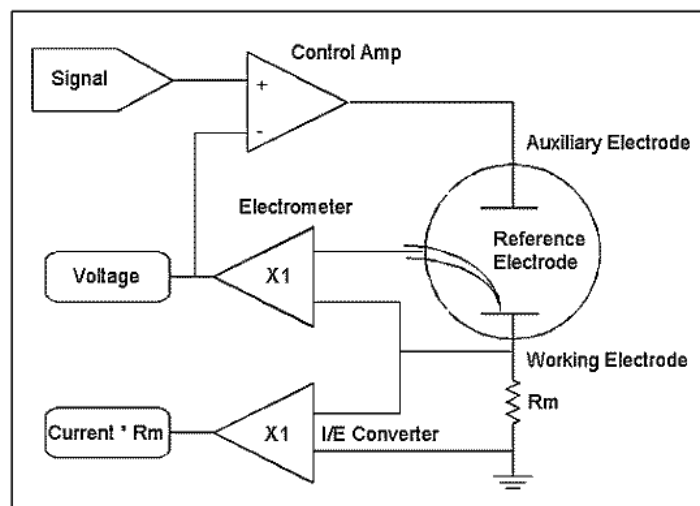 Control Amp
Signal
+
-
Auxiliary Electrode
Electrometer
Reference
Electrode
Voltage
X1
Working Electrode
Rm
Current * Rm
X1
I/E Converter